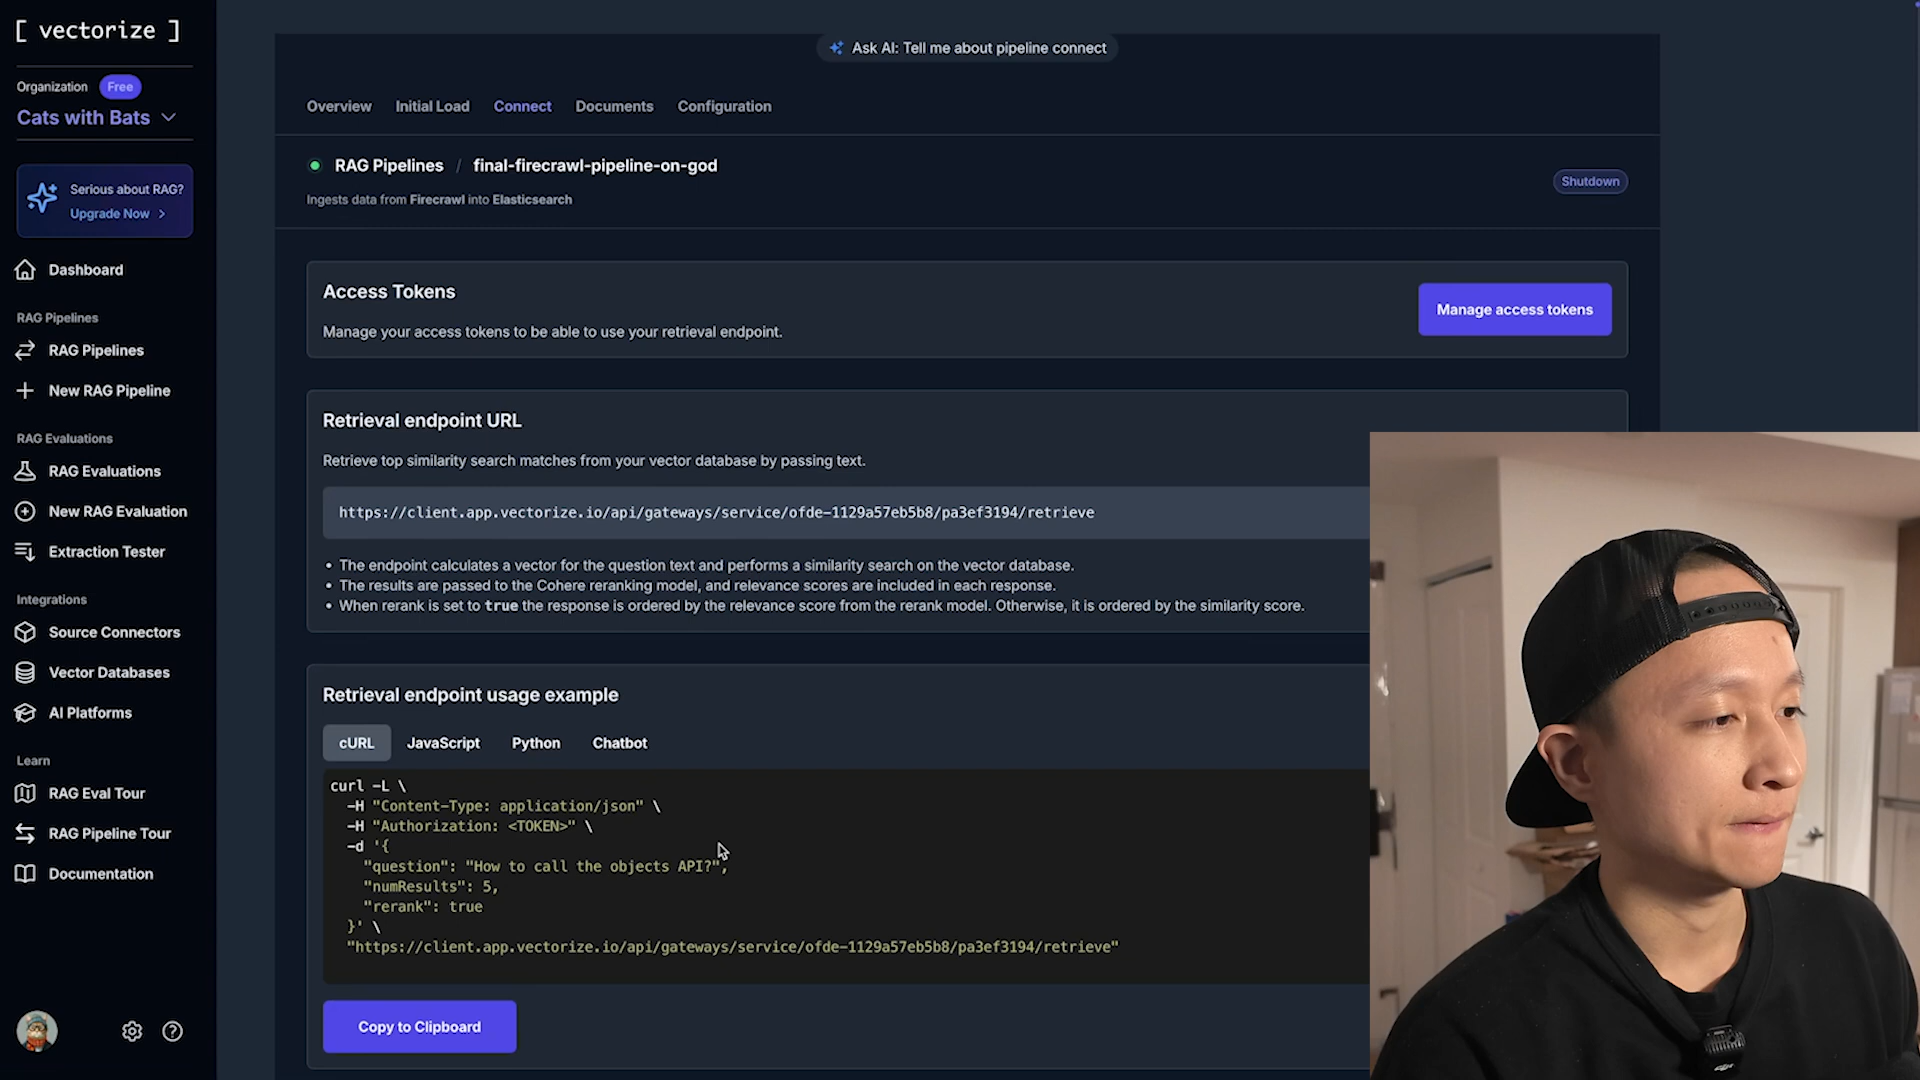 [ vectorize ]
Organization Free
Cats with Bats
Serious about RAG?
Upgrade Now >
Dashboard
RAG Pipelines
RAG Pipelines
New RAG Pipeline
RAG Evaluations
RAG Evaluations
New RAG Evaluation
Extraction Tester
Integrations
Source Connectors
Vector Databases
AI Platforms
Learn
RAG Eval Tour
RAG Pipeline Tour
Documentation
Ask AI: Tell me about pipeline connect
Overview Initial Load Connect Documents Configuration
RAG Pipelines / final-firecrawl-pipeline-on-god
Shutdown
Ingests data from Firecrawl into Elasticsearch
Access Tokens
Manage your access tokens to be able to use your retrieval endpoint.
Manage access tokens
Retrieval endpoint URL
Retrieve top similarity search matches from your vector database by passing text.
https://client.app.vectorize.io/api/gateways/service/ofde-1129a57eb5b8/pa3ef3194/retrieve
• The endpoint calculates a vector for the question text and performs a similarity search on the vector database.
• The results are passed to the Cohere reranking model, and relevance scores are included in each response.
• When rerank is set to true the response is ordered by the relevance score from the rerank model. Otherwise, it is ordered by the similarity score.
Retrieval endpoint usage example
cURL JavaScript Python Chatbot
curl -L \
-H "Content-Type: application/json" \
-H "Authorization: <TOKEN>" \
-d '{
"question": "How to call the objects API?",
"numResults": 5,
"rerank": true
}' \
"https://client.app.vectorize.io/api/gateways/service/ofde-1129a57eb5b8/pa3ef3194/retrieve"
Copy to Clipboard